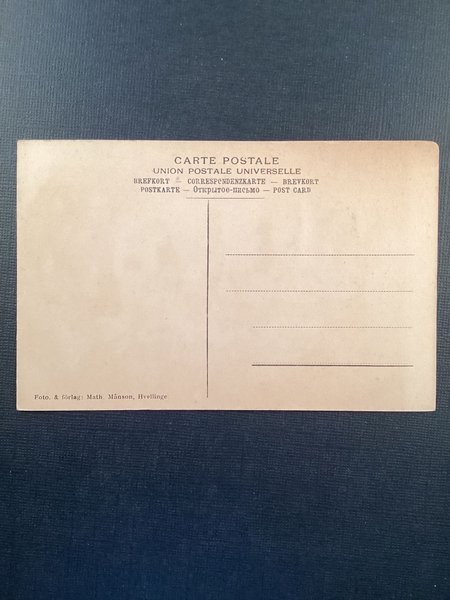 CARTE POSTALE
UNION POSTALE UNIVERSELLE
BREFKORT — CORRESPONDENZKARTE — BREVKORT
POSTKARTE — Открытое-письмо — POST CARD
Foto. & förlag: Math. Månson, Hvellinge